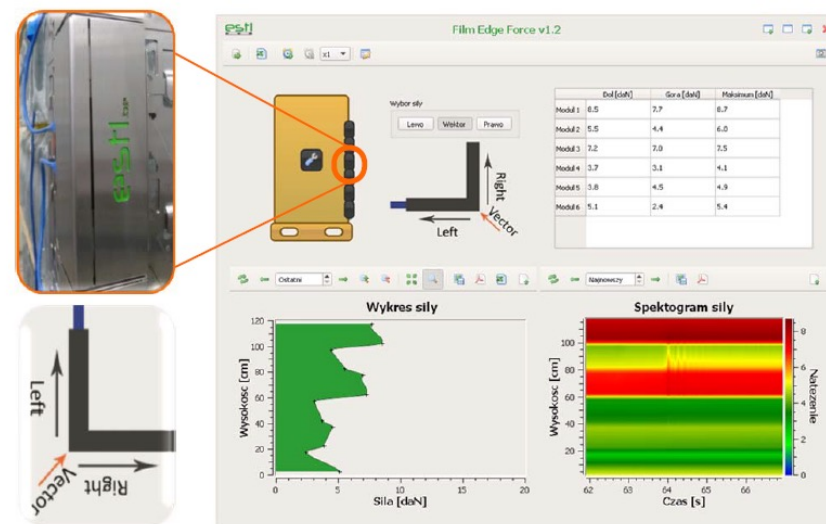 estl
estl
Film Edge Force v1.2
x1
Wybor sily
Lewo Wektor Prawo
Right
Left
Vector
Dol [daN] Gora [daN] Maksimum [daN]
Modul 1 8.5 7.7 8.7
Modul 2 5.5 4.4 6.0
Modul 3 7.2 7.0 7.5
Modul 4 3.7 3.1 4.1
Modul 5 3.8 4.5 4.9
Modul 6 5.1 2.4 5.4
Left
Vector
Right
Ostatni
Najnowszy
Wykres sily
Wysokosc [cm]
120
100
80
60
40
20
0
0 5 10 15 20
Sila [daN]
Spektogram sily
Wysokosc [cm]
100
80
60
40
20
62 63 64 65 66
Czas [s]
8
6
4
2
0
Natezenie